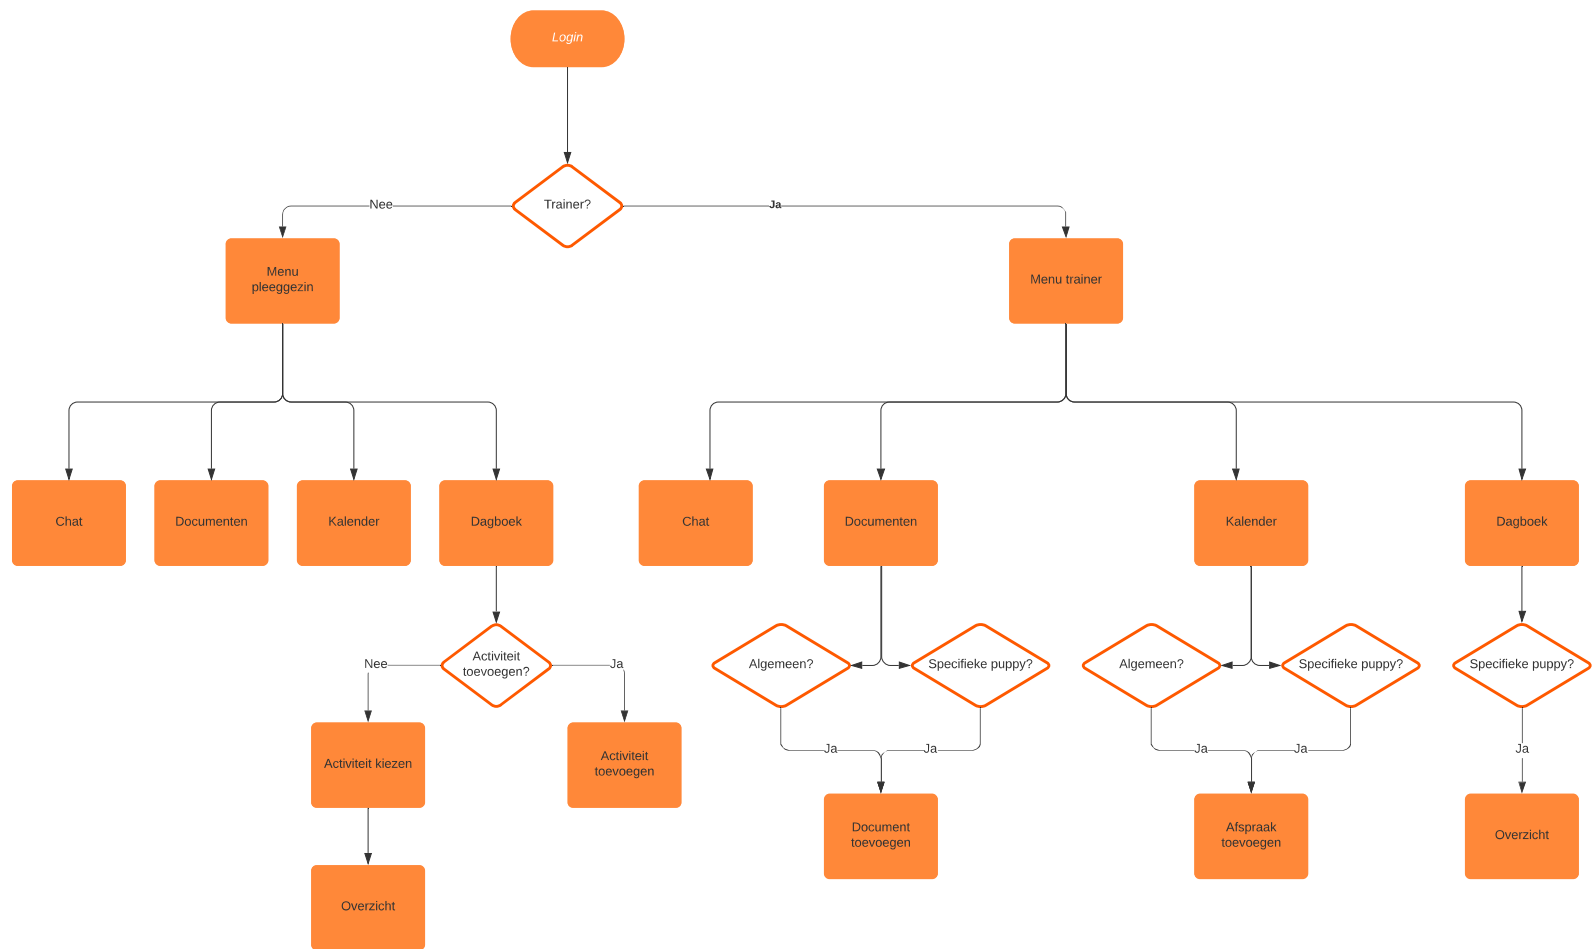 Login
Trainer?
Nee
Ja
Menu
pleeggezin
Menu trainer
Chat
Documenten
Kalender
Dagboek
Chat
Documenten
Kalender
Dagboek
Activiteit
toevoegen?
Nee
Ja
Algemeen?
Specifieke puppy?
Algemeen?
Specifieke puppy?
Specifieke puppy?
Activiteit kiezen
Activiteit
toevoegen
Ja
Ja
Ja
Ja
Ja
Document
toevoegen
Afspraak
toevoegen
Overzicht
Overzicht